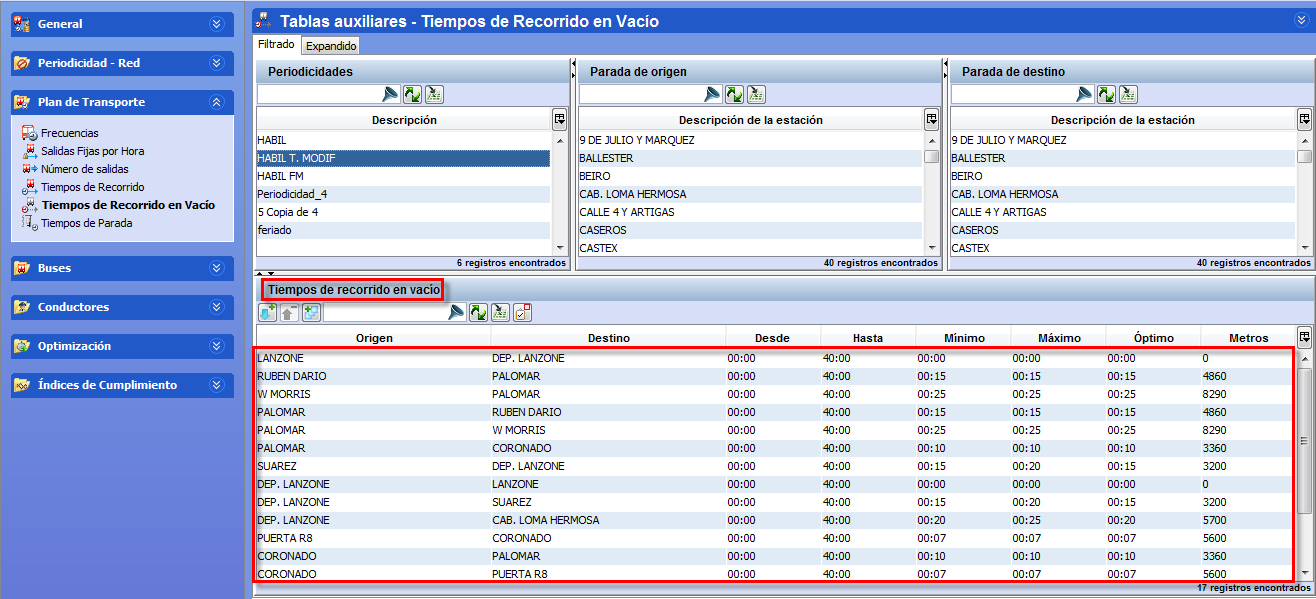 General
Periodicidad - Red
Plan de Transporte
Frecuencias
Salidas Fijas por Hora
Número de salidas
Tiempos de Recorrido
Tiempos de Recorrido en Vacío
Tiempos de Parada
Buses
Conductores
Optimización
Índices de Cumplimiento
Tablas auxiliares - Tiempos de Recorrido en Vacío
Filtrado Expandido
Periodicidades
Descripción
HABIL
HABIL T. MODIF
HABIL FM
Periodicidad_4
5 Copia de 4
feriado
6 registros encontrados
Parada de origen
Descripción de la estación
9 DE JULIO Y MARQUEZ
BALLESTER
BEIRO
CAB. LOMA HERMOSA
CALLE 4 Y ARTIGAS
CASEROS
CASTEX
40 registros encontrados
Parada de destino
Descripción de la estación
9 DE JULIO Y MARQUEZ
BALLESTER
BEIRO
CAB. LOMA HERMOSA
CALLE 4 Y ARTIGAS
CASEROS
CASTEX
40 registros encontrados
Tiempos de recorrido en vacío
Origen Destino Desde Hasta Mínimo Máximo Óptimo Metros
LANZONE DEP. LANZONE 00:00 40:00 00:00 00:00 00:00 0
RUBEN DARIO PALOMAR 00:00 40:00 00:15 00:15 00:15 4860
W MORRIS PALOMAR 00:00 40:00 00:25 00:25 00:25 8290
PALOMAR RUBEN DARIO 00:00 40:00 00:15 00:15 00:15 4860
PALOMAR W MORRIS 00:00 40:00 00:25 00:25 00:25 8290
PALOMAR CORONADO 00:00 40:00 00:10 00:10 00:10 3360
SUAREZ DEP. LANZONE 00:00 40:00 00:15 00:20 00:15 3200
DEP. LANZONE LANZONE 00:00 40:00 00:00 00:00 00:00 0
DEP. LANZONE SUAREZ 00:00 40:00 00:15 00:20 00:15 3200
DEP. LANZONE CAB. LOMA HERMOSA 00:00 40:00 00:20 00:25 00:20 5700
PUERTA R8 CORONADO 00:00 40:00 00:07 00:07 00:07 5600
CORONADO PALOMAR 00:00 40:00 00:10 00:10 00:10 3360
CORONADO PUERTA R8 00:00 40:00 00:07 00:07 00:07 5600
17 registros encontrados